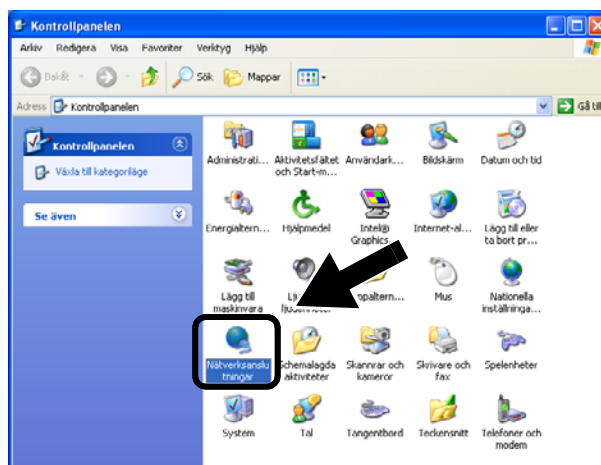 Kontrollpanelen
Arkiv Redigera Visa Favoriter Verktyg Hjälp
Bakåt Sök Mappar
Adress Kontrollpanelen Gå till
Kontrollpanelen
Växla till kategoriläge
Se även
Administrati... Aktivitetsfältet Användark... Bildskärm Datum och tid
och Start-m...
Energialtern... Hjälpmedel Intel(R) Internet-al... Lägg till eller
Graphics ta bort pr...
Lägg till ppaltern... Mus Nationella
maskinvara ljudenheter inställninga...
Nätverksanslu Schemalagda Skannrar och Skrivare och Spelenheter
tningar aktiviteter kameror fax
System Tal Tangentbord Teckensnitt Telefoner och
modem